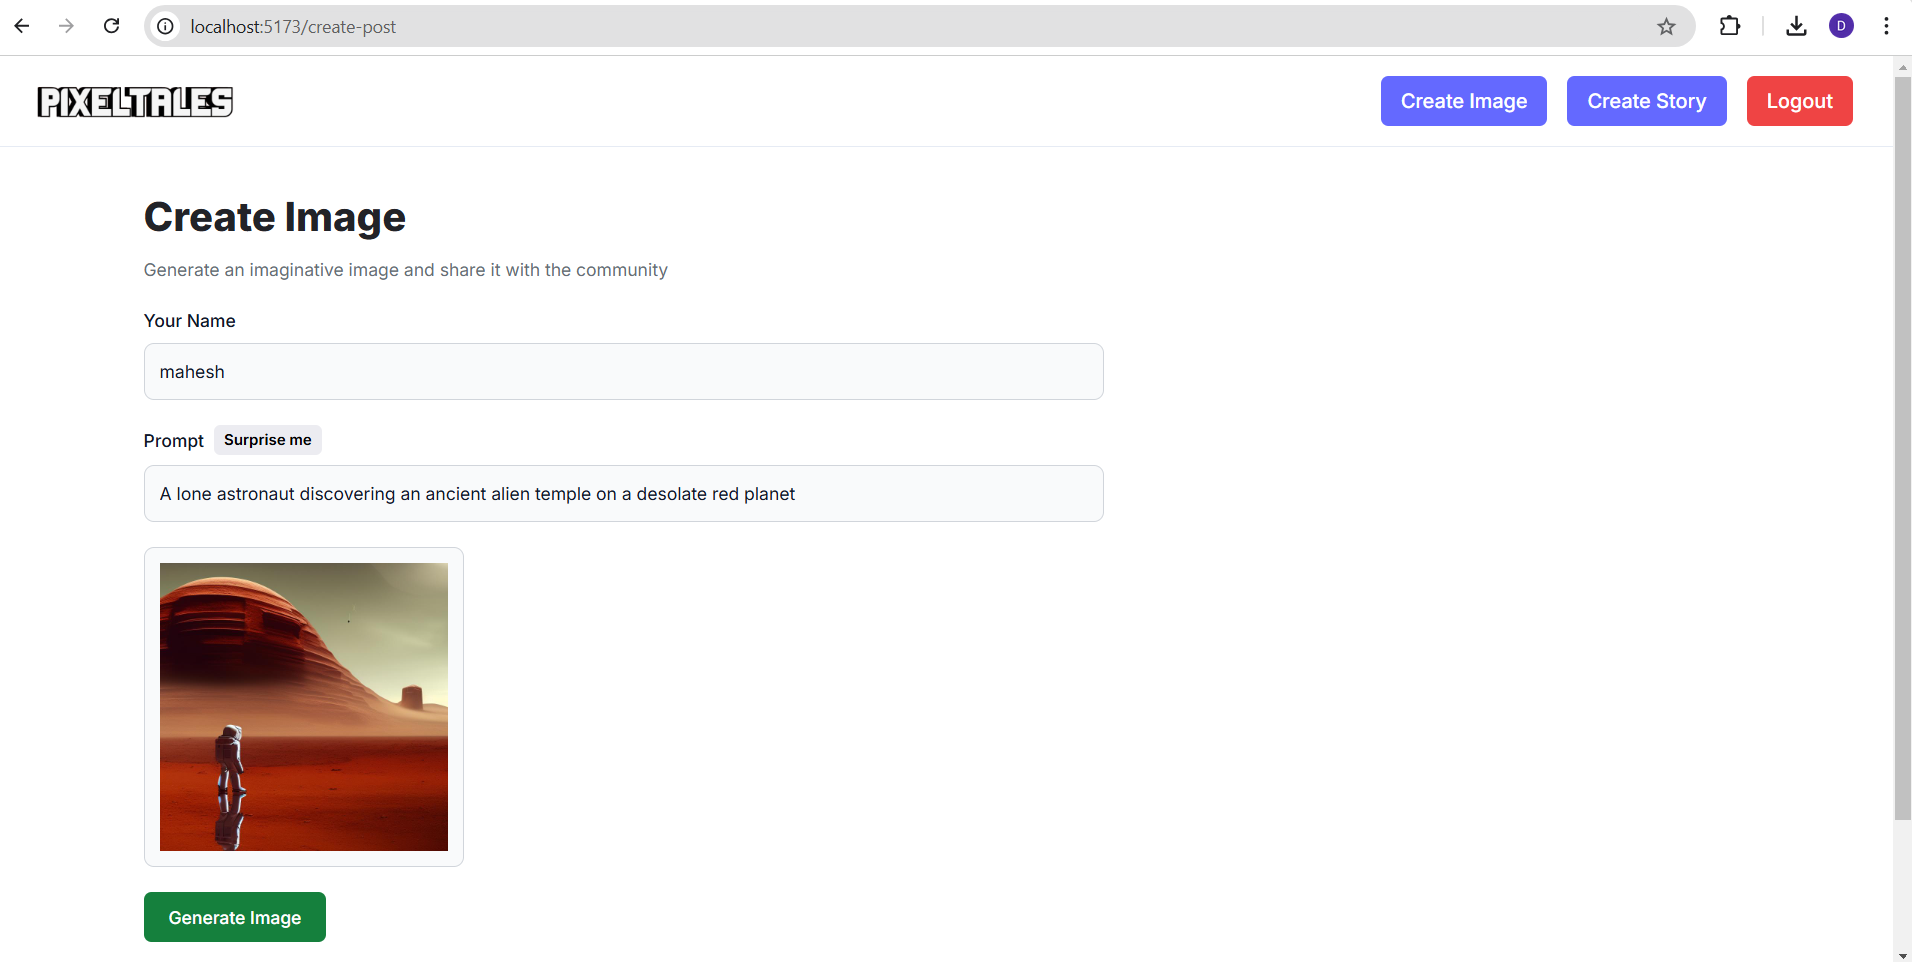 localhost:5173/create-post
D
PIXELTALES
Create Image
Create Story
Logout
Create Image
Generate an imaginative image and share it with the community
Your Name
mahesh
Prompt
Surprise me
A lone astronaut discovering an ancient alien temple on a desolate red planet
Generate Image